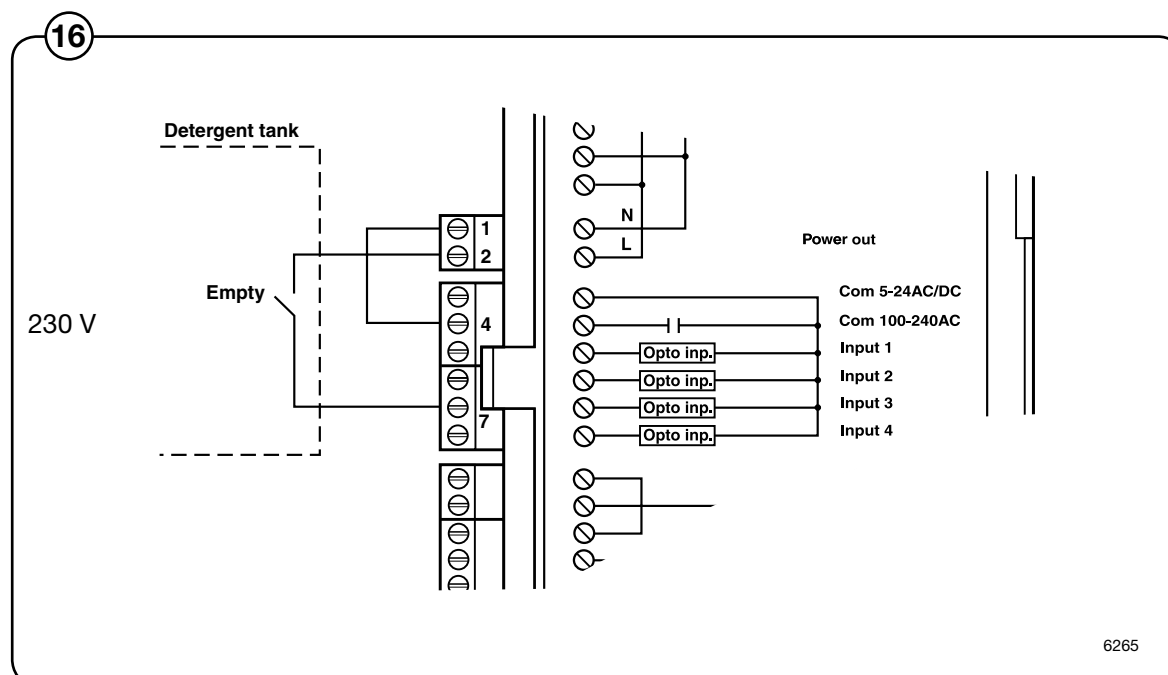 16
Detergent tank
1
2
N
L
Power out
Empty
230 V
4
7
Com 5-24AC/DC
Com 100-240AC
Opto inp.
Input 1
Opto inp.
Input 2
Opto inp.
Input 3
Opto inp.
Input 4
6265